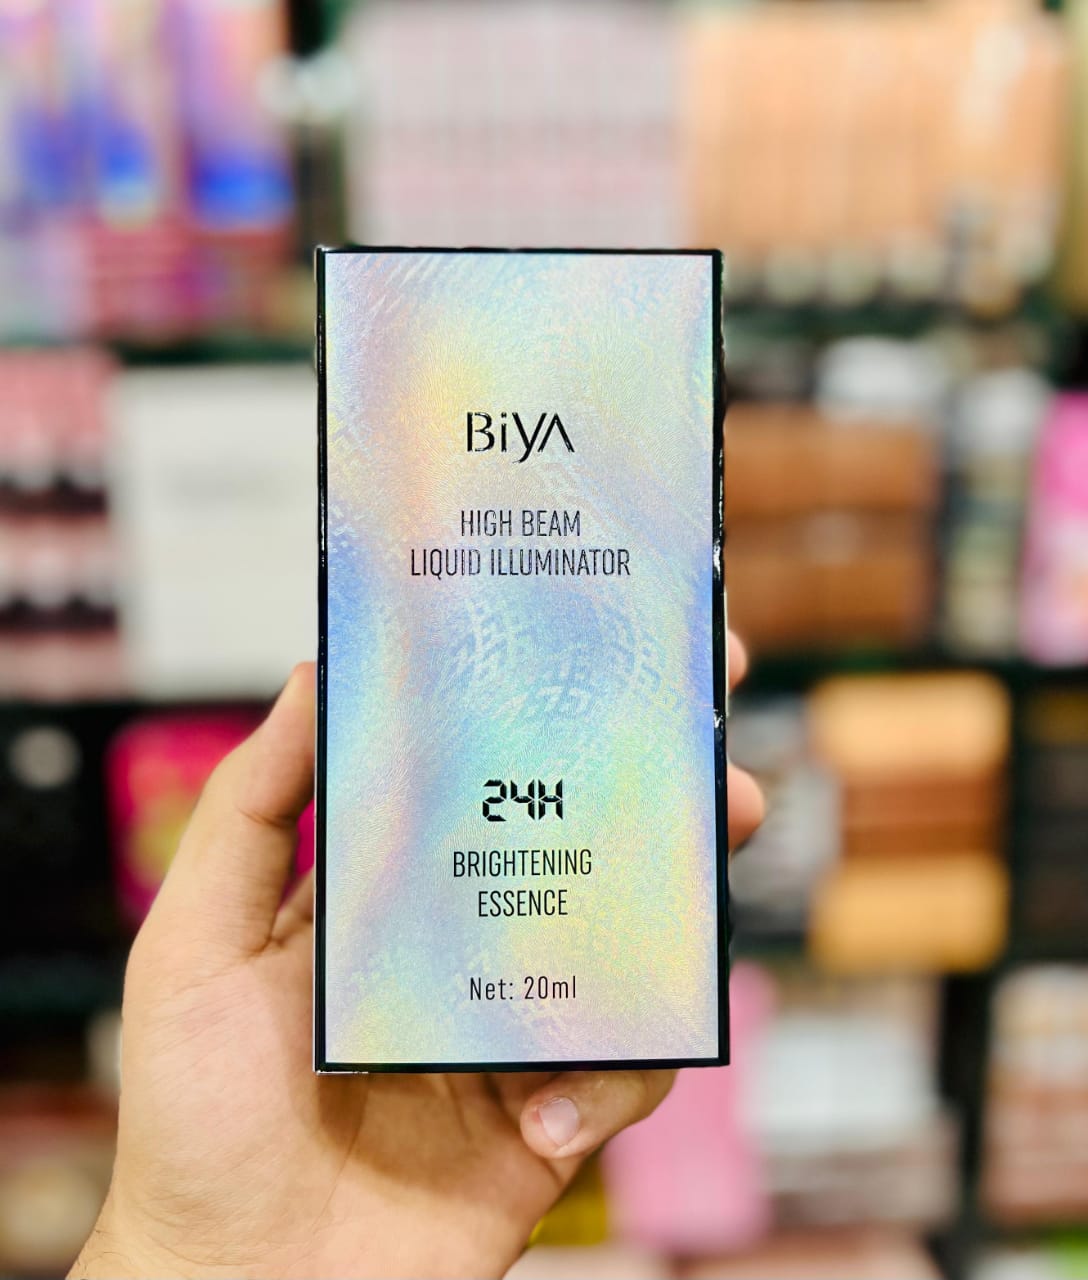 BiYA
HIGH BEAM
LIQUID ILLUMINATOR
24H
BRIGHTENING
ESSENCE
Net: 20ml